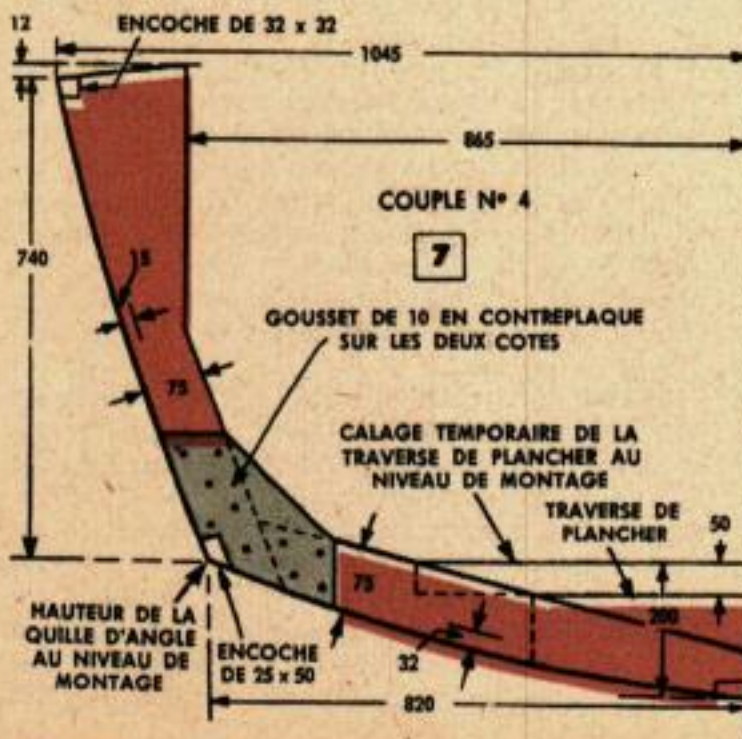 12
ENCOCHE DE 32 x 32
1045
865
COUPLE Nº 4
7
740
15
GOUSSET DE 10 EN CONTREPLAQUE
SUR LES DEUX COTES
75
CALAGE TEMPORAIRE DE LA
TRAVERSE DE PLANCHER AU
NIVEAU DE MONTAGE
TRAVERSE DE
PLANCHER
50
75
200
HAUTEUR DE LA
QUILLE D'ANGLE
AU NIVEAU DE
MONTAGE
ENCOCHE
DE 25 x 50
32
820